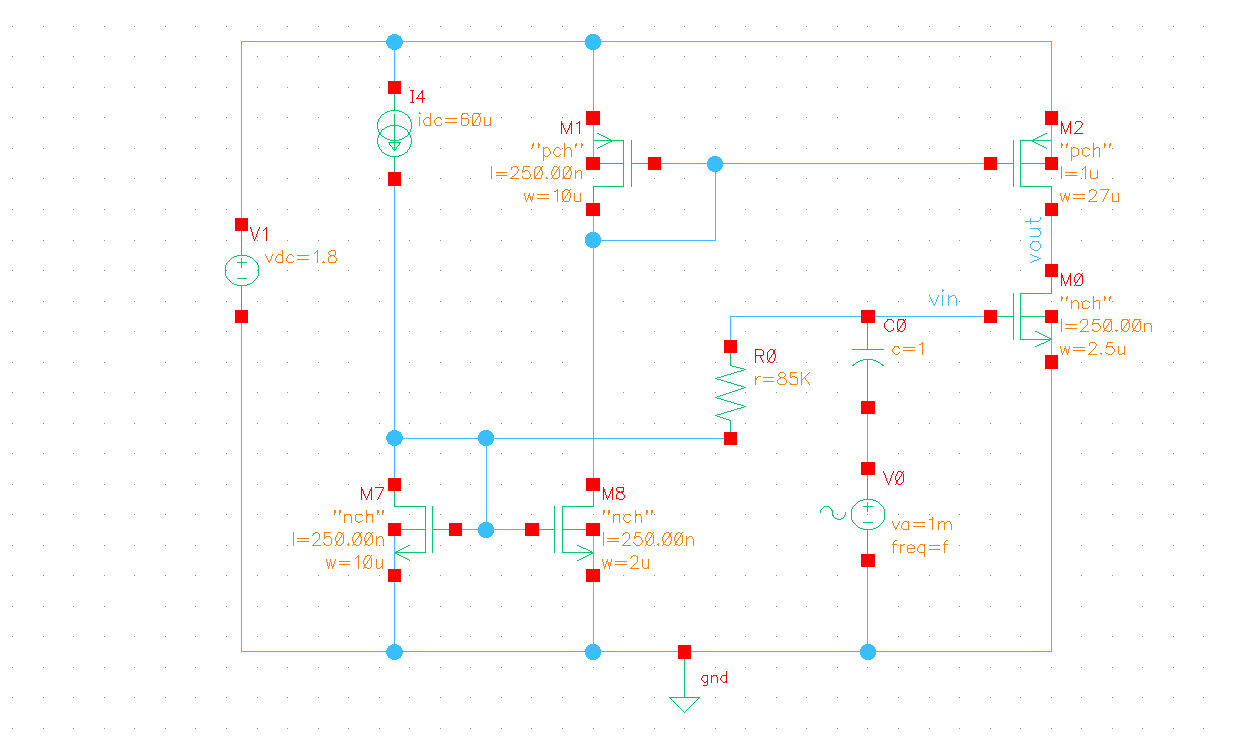 I4
idc=60u
M1
"pch"
l=250.00n
w=10u
M2
"pch"
l=1u
w=27u
V1
vdc=1.8
vout
M0
"nch"
l=250.00n
w=2.5u
vin
C0
c=1
R0
r=85K
M7
"nch"
l=250.00n
w=10u
M8
"nch"
l=250.00n
w=2u
V0
va=1m
freq=f
gnd